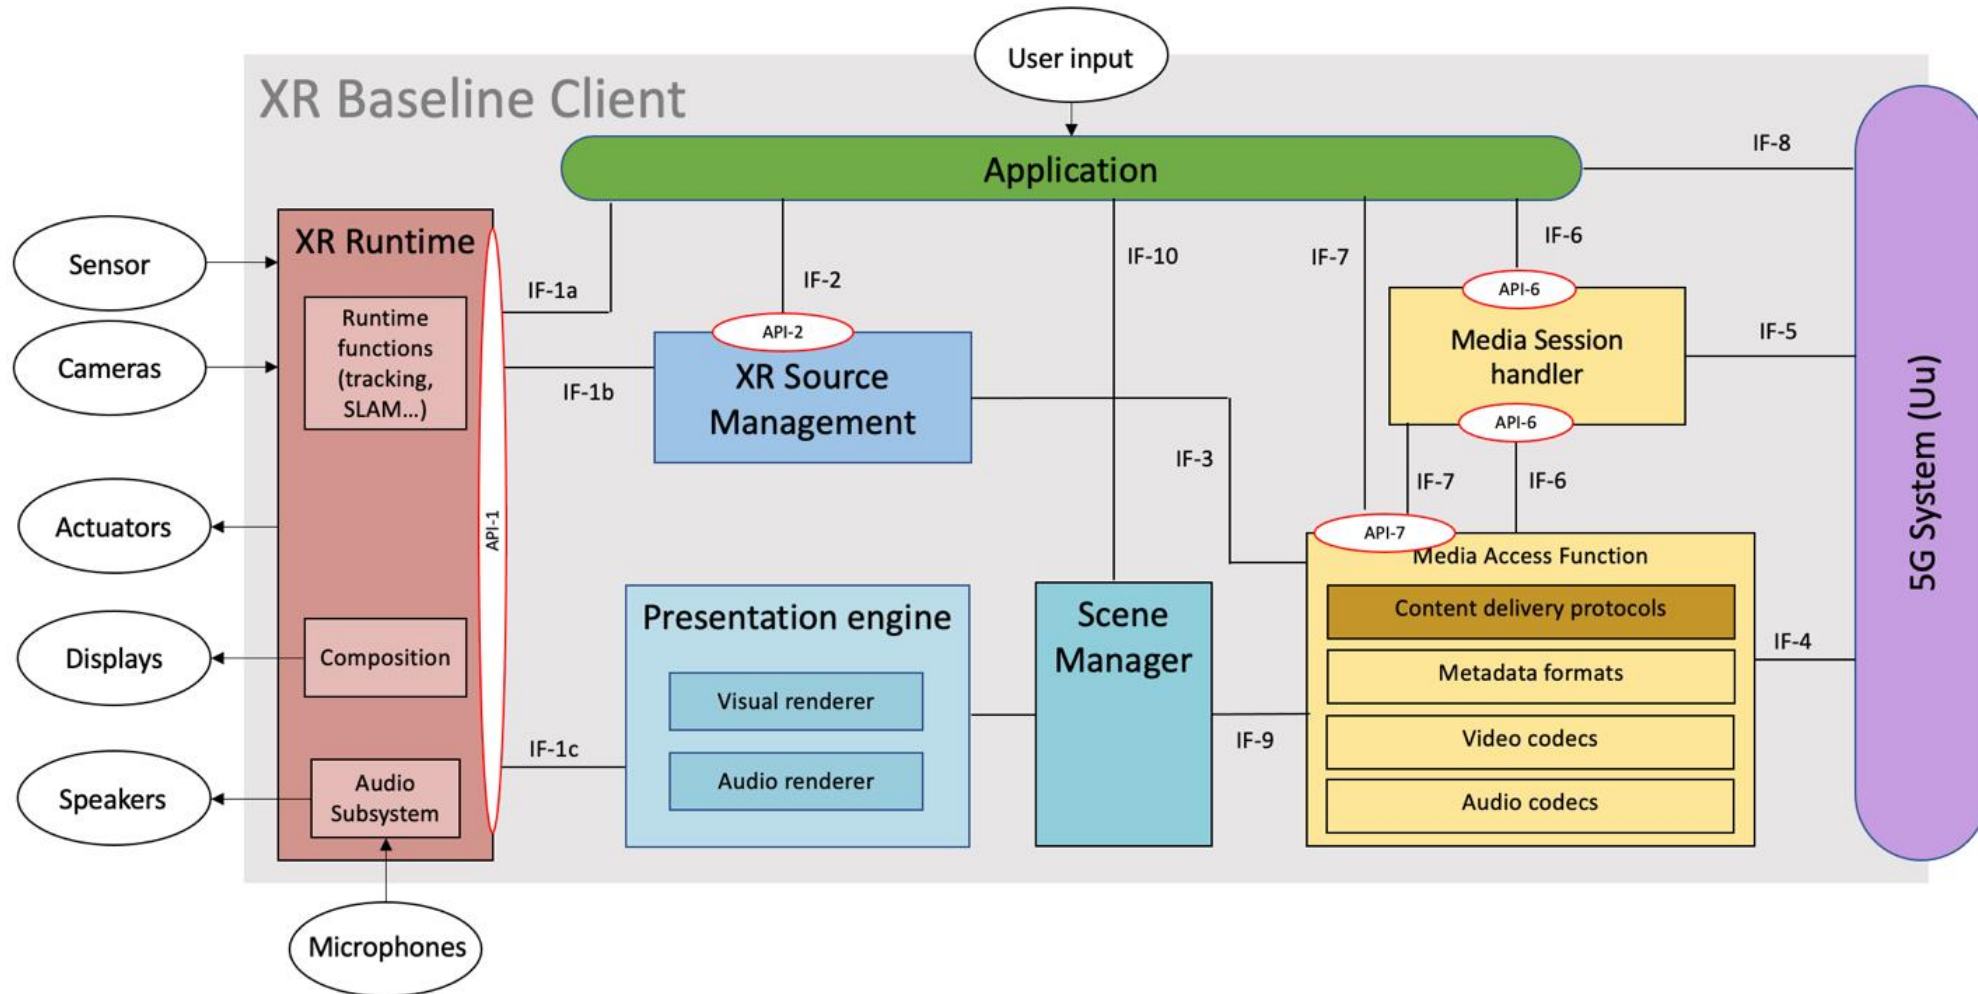 User input
XR Baseline Client
Application
IF-8
5G System (Uu)
XR Runtime
Sensor
Cameras
Actuators
Displays
Speakers
Microphones
Runtime
functions
(tracking,
SLAM...)
Composition
Audio
Subsystem
API-1
IF-1a
IF-1b
IF-1c
IF-2
API-2
XR Source
Management
IF-10
IF-7
IF-6
API-6
Media Session
handler
API-6
IF-5
IF-3
IF-7
IF-6
API-7
Media Access Function
Content delivery protocols
Metadata formats
Video codecs
Audio codecs
IF-4
Presentation engine
Visual renderer
Audio renderer
Scene
Manager
IF-9